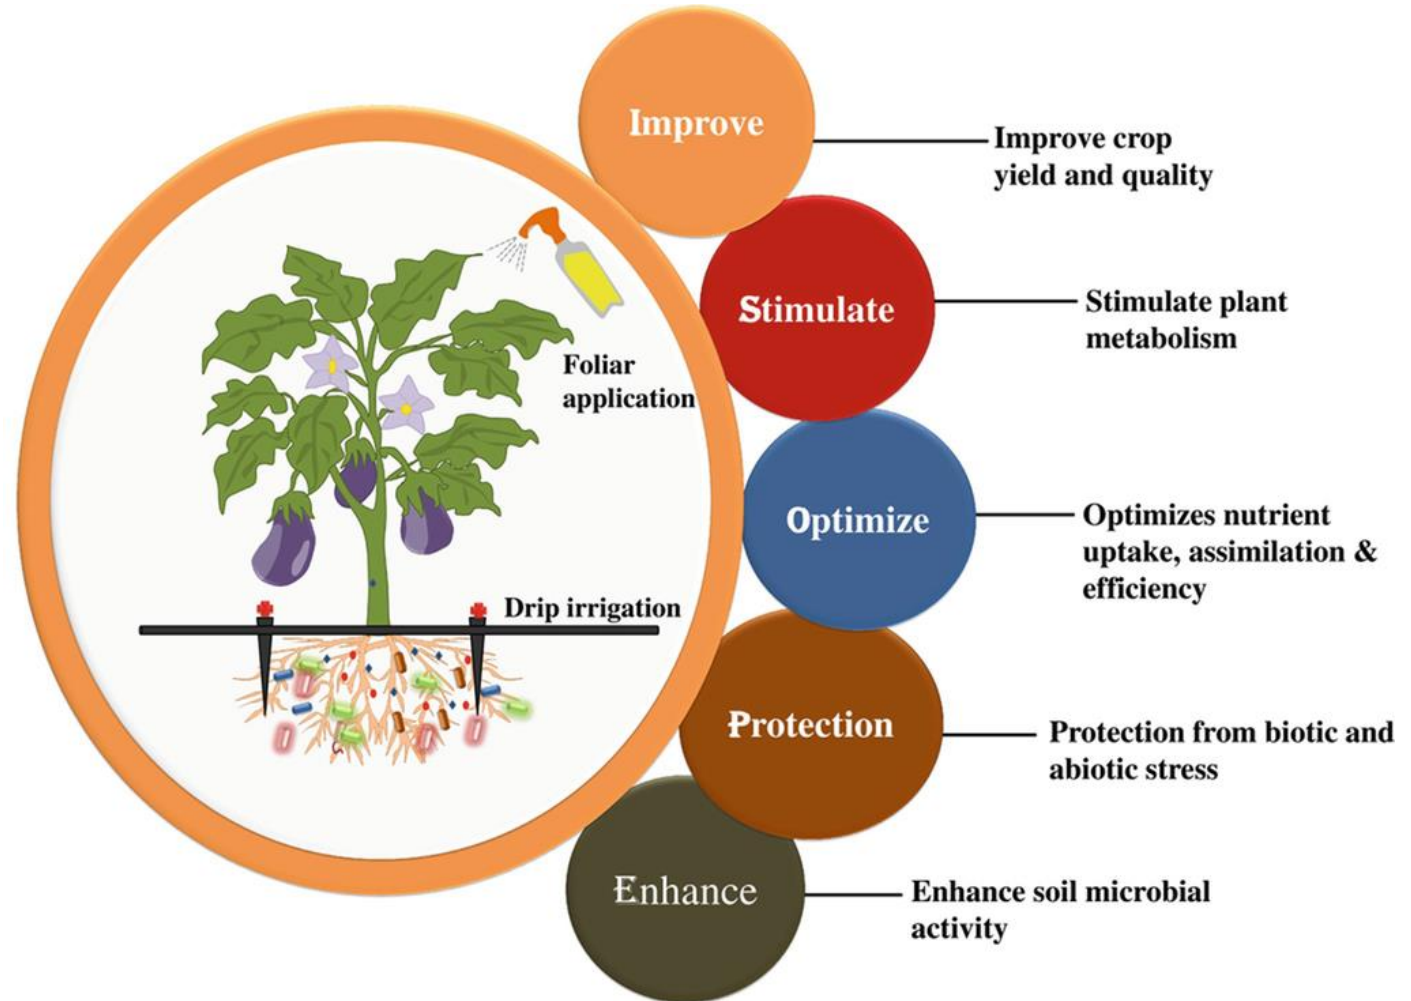 Improve
Improve crop
yield and quality
Stimulate
Stimulate plant
metabolism
Foliar
application
Optimize
Optimizes nutrient
uptake, assimilation &
efficiency
Drip irrigation
Protection
Protection from biotic and
abiotic stress
Enhance
Enhance soil microbial
activity